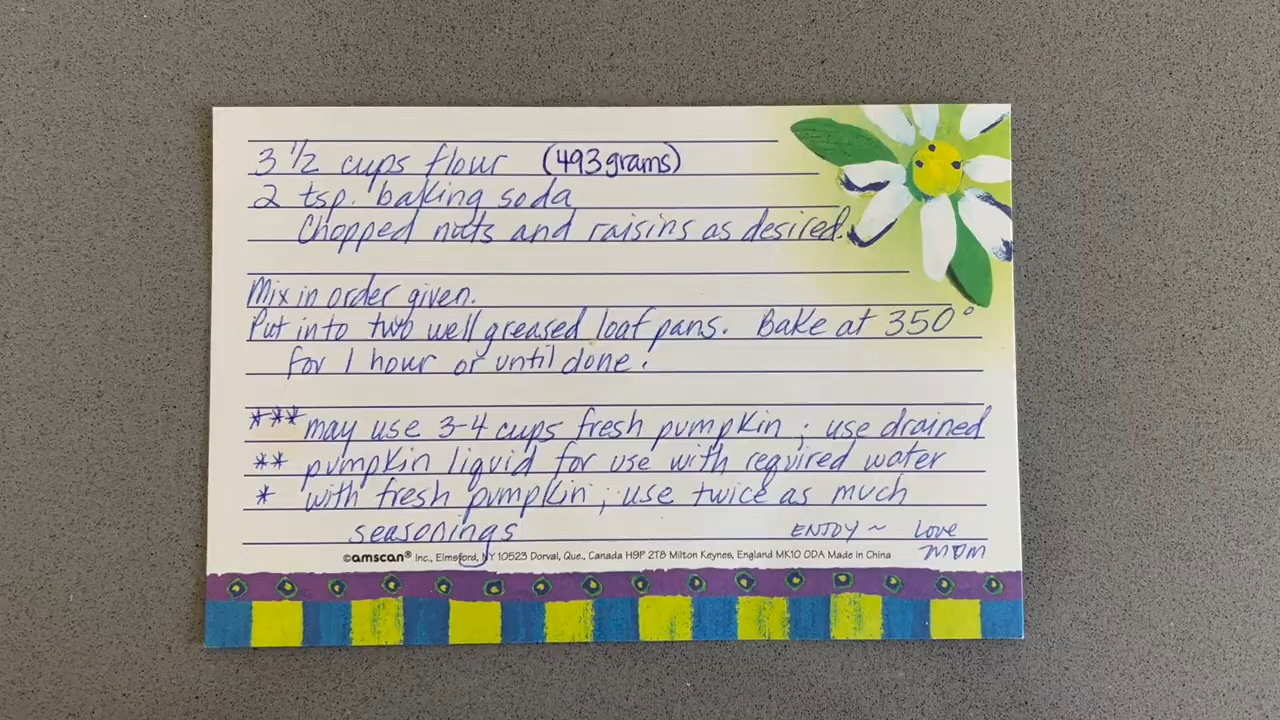 3 1/2 cups flour (493 grams)
2 tsp. baking soda
Chopped nuts and raisins as desired.
Mix in order given.
Put into two well greased loaf pans. Bake at 350°
for 1 hour or until done.
*** may use 3-4 cups fresh pumpkin ; use drained
** pumpkin liquid for use with required water
* with fresh pumpkin ; use twice as much
seasonings ENJOY ~ Love
Mom
©amscan® Inc., Elmsford, NY 10523 Dorval, Que., Canada H9P 2T8 Milton Keynes, England MK10 0DA Made in China